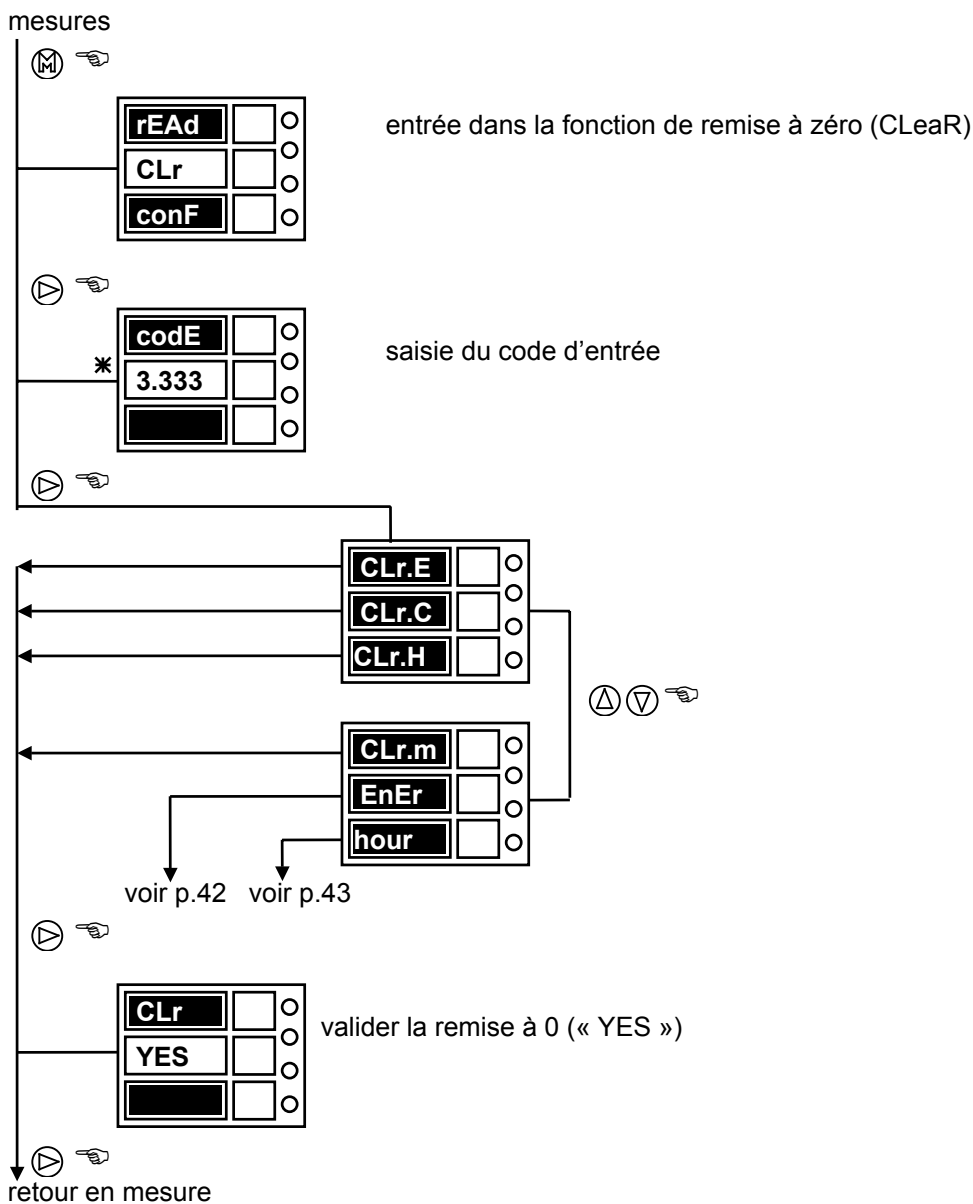 mesures
M
rEAd
CLr
conF
entrée dans la fonction de remise à zéro (CLeaR)
codE
3.333
saisie du code d’entrée
CLr.E
CLr.C
CLr.H
CLr.m
EnEr
hour
voir p.42 voir p.43
CLr
YES
valider la remise à 0 (« YES »)
retour en mesure